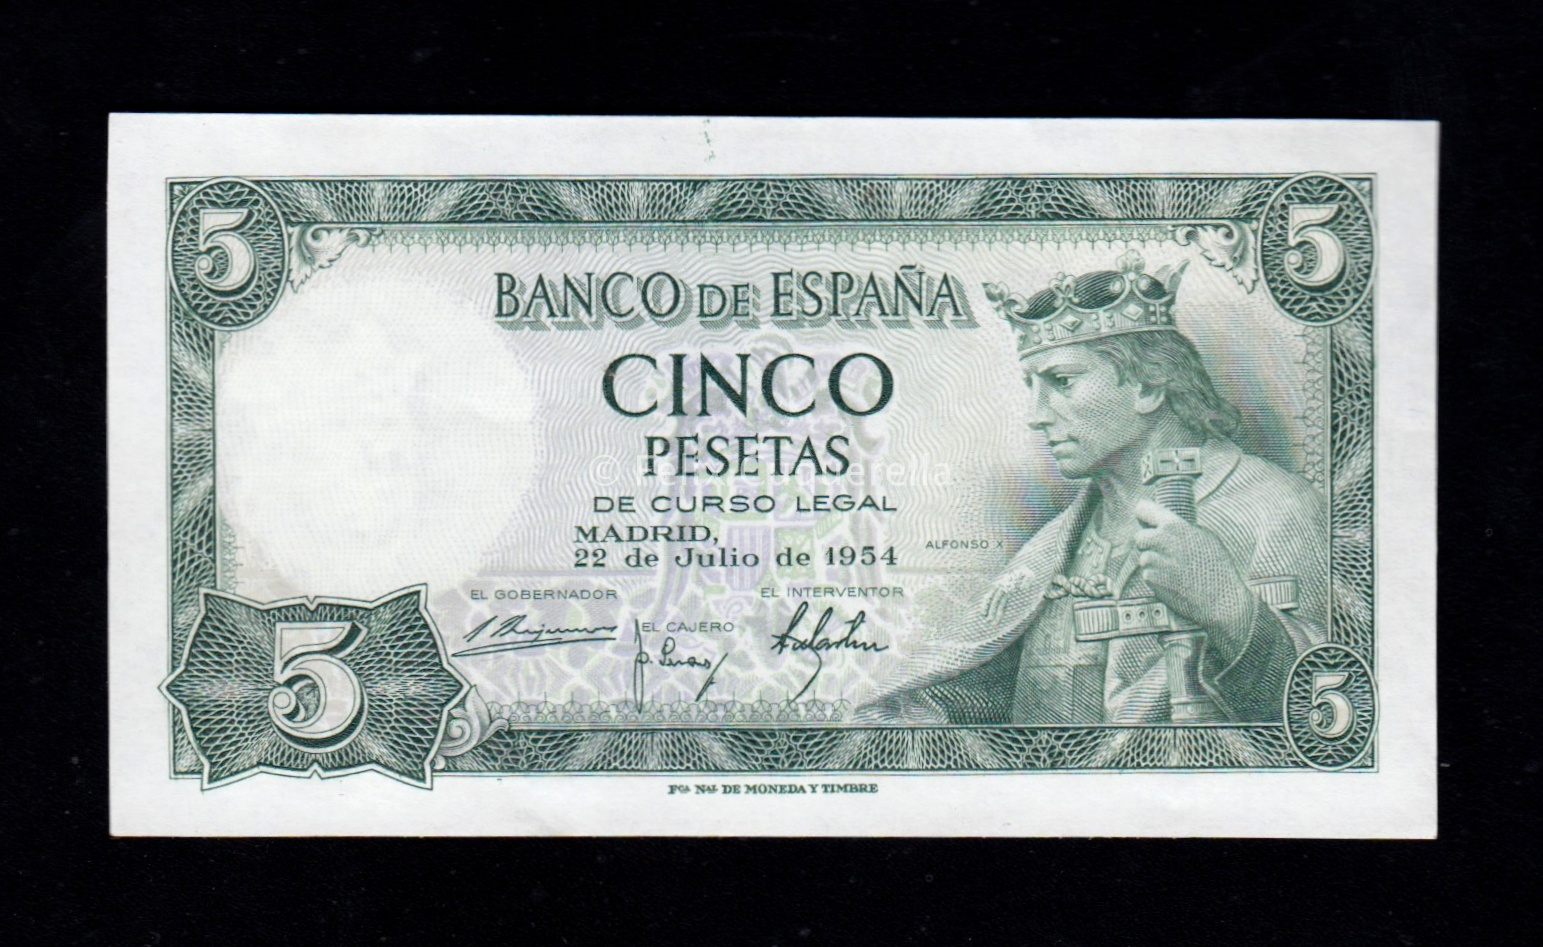 5 5
BANCO DE ESPAÑA
CINCO
PESETAS
DE CURSO LEGAL
MADRID,
22 de Julio de 1954
ALFONSO X
EL GOBERNADOR EL INTERVENTOR
EL CAJERO
5 5
Fca Nal DE MONEDA Y TIMBRE